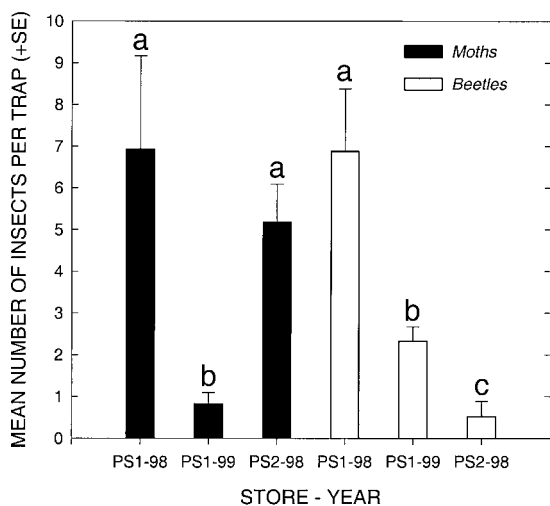 MEAN NUMBER OF INSECTS PER TRAP (+SE)
10
9
8
7
6
5
4
3
2
1
0
Moths
Beetles
a
b
a
a
b
c
PS1-98 PS1-99 PS2-98 PS1-98 PS1-99 PS2-98
STORE - YEAR